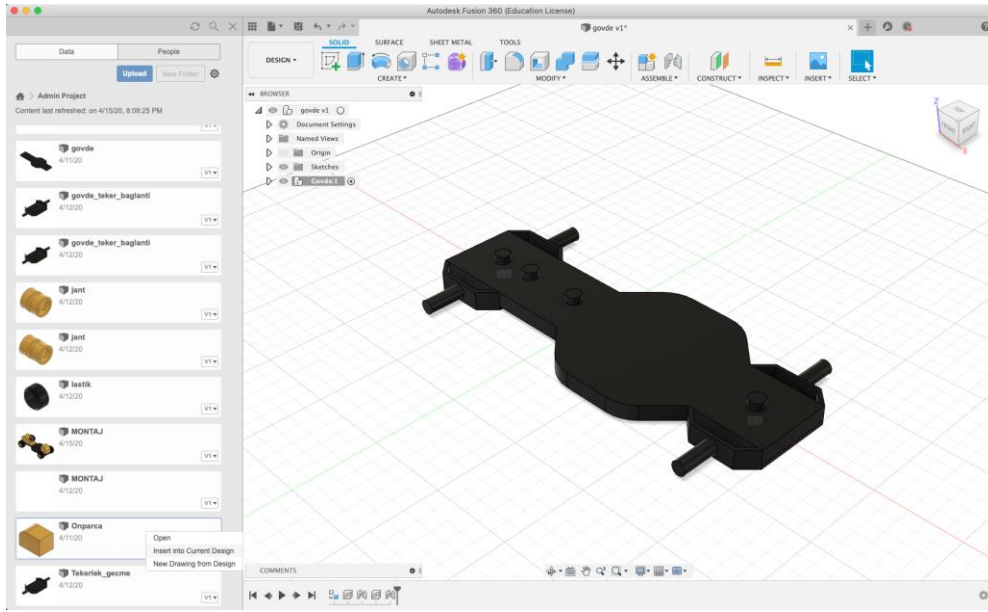 Autodesk Fusion 360 (Education License)
govde v1*
Data
People
Upload
New Folder
Admin Project
Content last refreshed: on 4/15/20, 8:08:25 PM
V1
govde
4/11/20
V1
govde_teker_baglanti
4/12/20
V1
govde_teker_baglanti
4/12/20
V1
jant
4/12/20
V1
jant
4/12/20
V1
lastik
4/12/20
V1
MONTAJ
4/15/20
V1
MONTAJ
4/12/20
V1
Onparca
4/11/20
Open
Insert into Current Design
New Drawing from Design
Tekerlek_gecme
4/12/20
V1
DESIGN
SOLID
SURFACE
SHEET METAL
TOOLS
CREATE
MODIFY
ASSEMBLE
CONSTRUCT
INSPECT
INSERT
SELECT
BROWSER
govde v1
Document Settings
Named Views
Origin
Sketches
Govde:1
Z
TOP
FRONT
RIGHT
X
COMMENTS